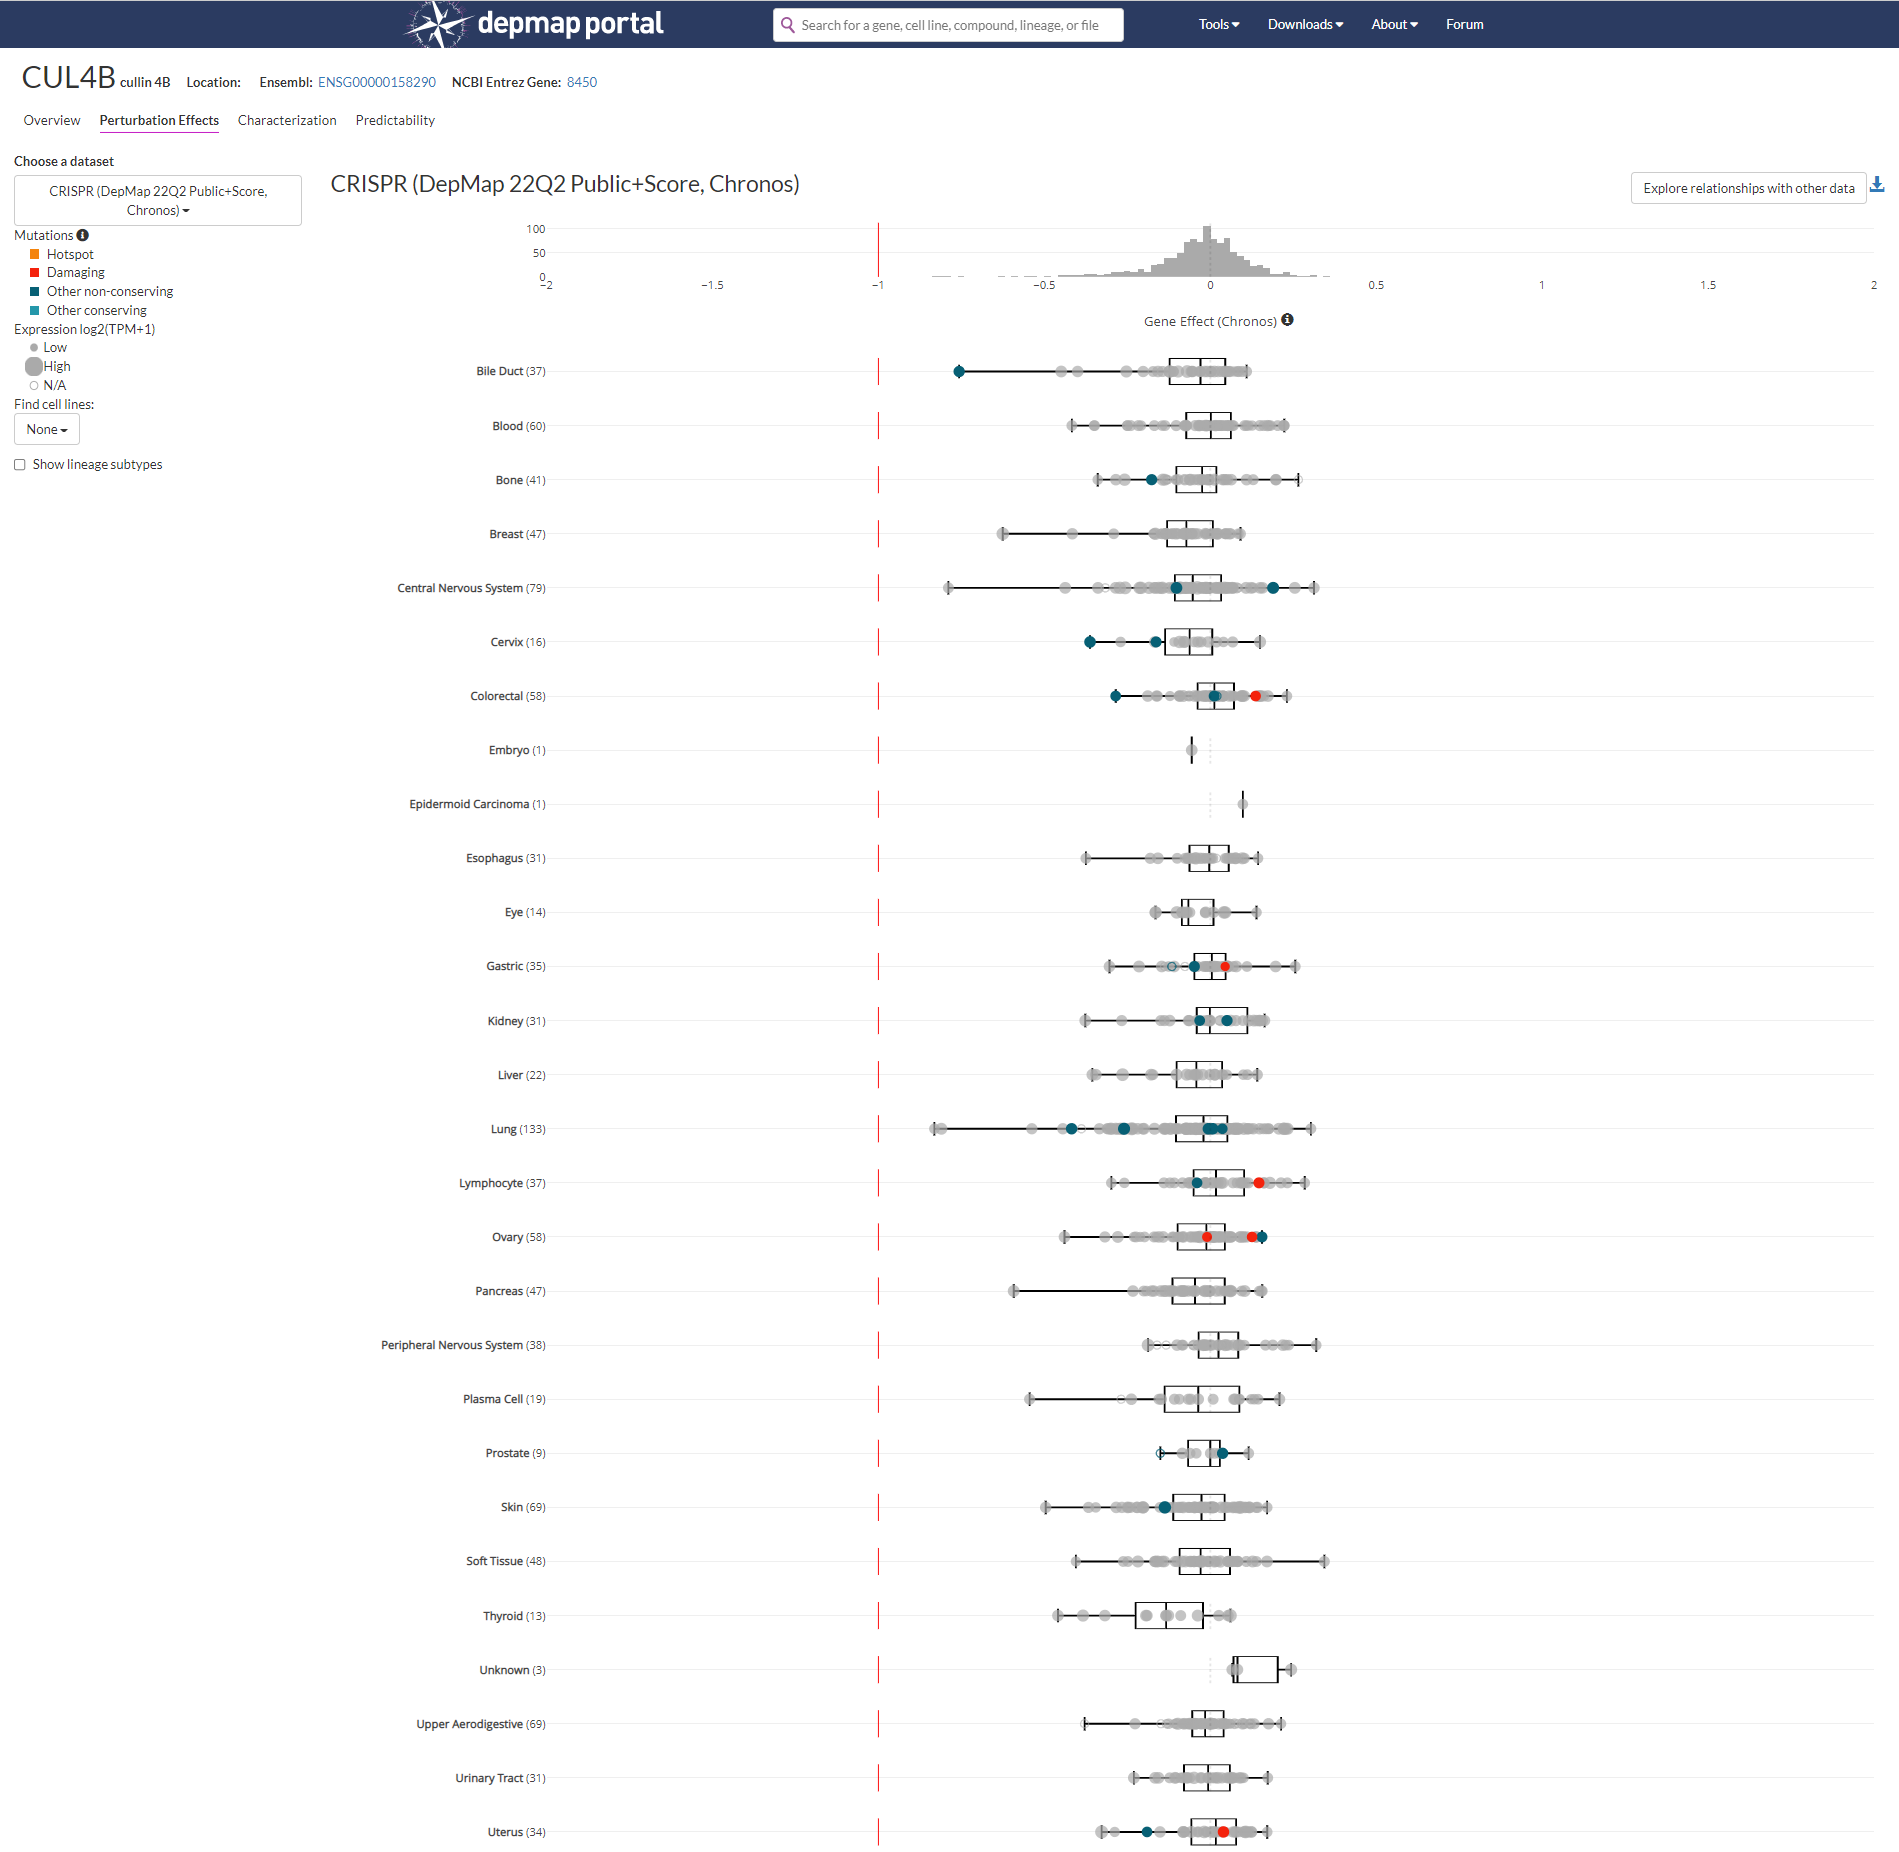 depmap portal
Search for a gene, cell line, compound, lineage, or file
Tools
Downloads
About
Forum
CUL4B cullin 4B Location: Ensembl: ENSG00000158290 NCBI Entrez Gene: 8450
Overview Perturbation Effects Characterization Predictability
Choose a dataset
CRISPR (DepMap 22Q2 Public+Score,
Chronos)
Mutations
Hotspot
Damaging
Other non-conserving
Other conserving
Expression log2(TPM+1)
Low
High
N/A
Find cell lines:
None
Show lineage subtypes
CRISPR (DepMap 22Q2 Public+Score, Chronos)
Explore relationships with other data
100
50
0
−2 −1.5 −1 −0.5 0 0.5 1 1.5 2
Gene Effect (Chronos)
Bile Duct (37)
Blood (60)
Bone (41)
Breast (47)
Central Nervous System (79)
Cervix (16)
Colorectal (58)
Embryo (1)
Epidermoid Carcinoma (1)
Esophagus (31)
Eye (14)
Gastric (35)
Kidney (31)
Liver (22)
Lung (133)
Lymphocyte (37)
Ovary (58)
Pancreas (47)
Peripheral Nervous System (38)
Plasma Cell (19)
Prostate (9)
Skin (69)
Soft Tissue (48)
Thyroid (13)
Unknown (3)
Upper Aerodigestive (69)
Urinary Tract (31)
Uterus (34)